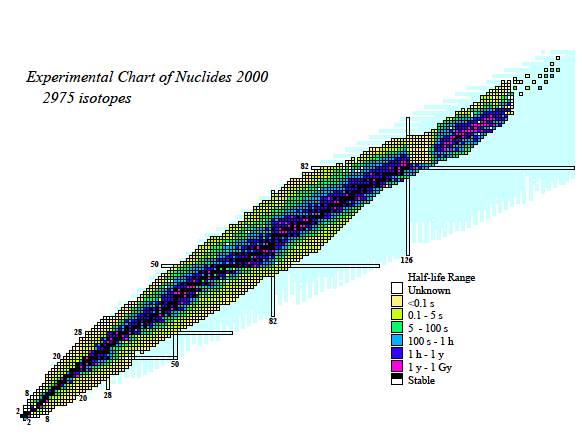 Experimental Chart of Nuclides 2000
2975 isotopes
82
126
50
82
28
50
20
28
20
8
8
2
2
Half-life Range
Unknown
<0.1 s
0.1 - 5 s
5 - 100 s
100 s - 1 h
1 h - 1 y
1 y - 1 Gy
Stable